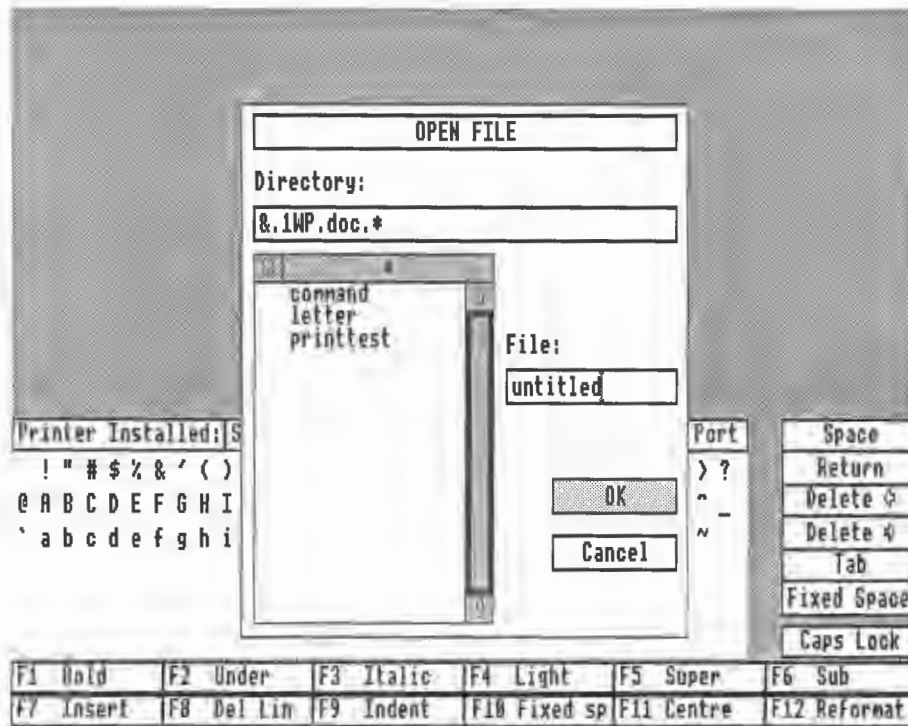 OPEN FILE
Directory:
&.1WP.doc.*
command
letter
printtest
File:
untitled
OK
Cancel
Printer Installed: S
Port
! " # $ % & ' ( )
) ?
@ A B C D E F G H I
^ _
` a b c d e f g h i
~
Space
Return
Delete
Delete
Tab
Fixed Space
Caps Lock
F1 Bold F2 Under F3 Italic F4 Light F5 Super F6 Sub
F7 Insert F8 Del Lin F9 Indent F10 Fixed sp F11 Centre F12 Reformat